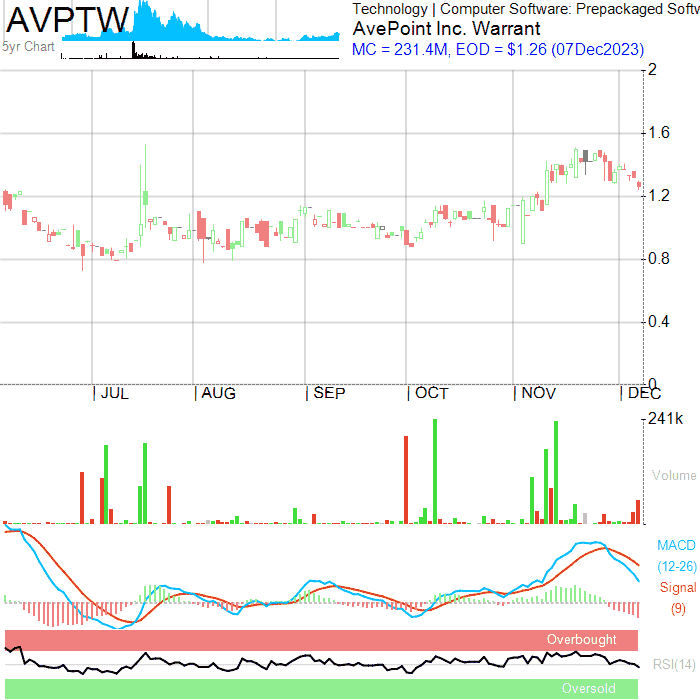 AVPTW
5yr Chart
Technology | Computer Software: Prepackaged Softw
AvePoint Inc. Warrant
MC = 231.4M, EOD = $1.26 (07Dec2023)
2
1.6
1.2
0.8
0.4
0
JUL AUG SEP OCT NOV DEC
241k
Volume
MACD
(12-26)
Signal
(9)
Overbought
RSI(14)
Oversold